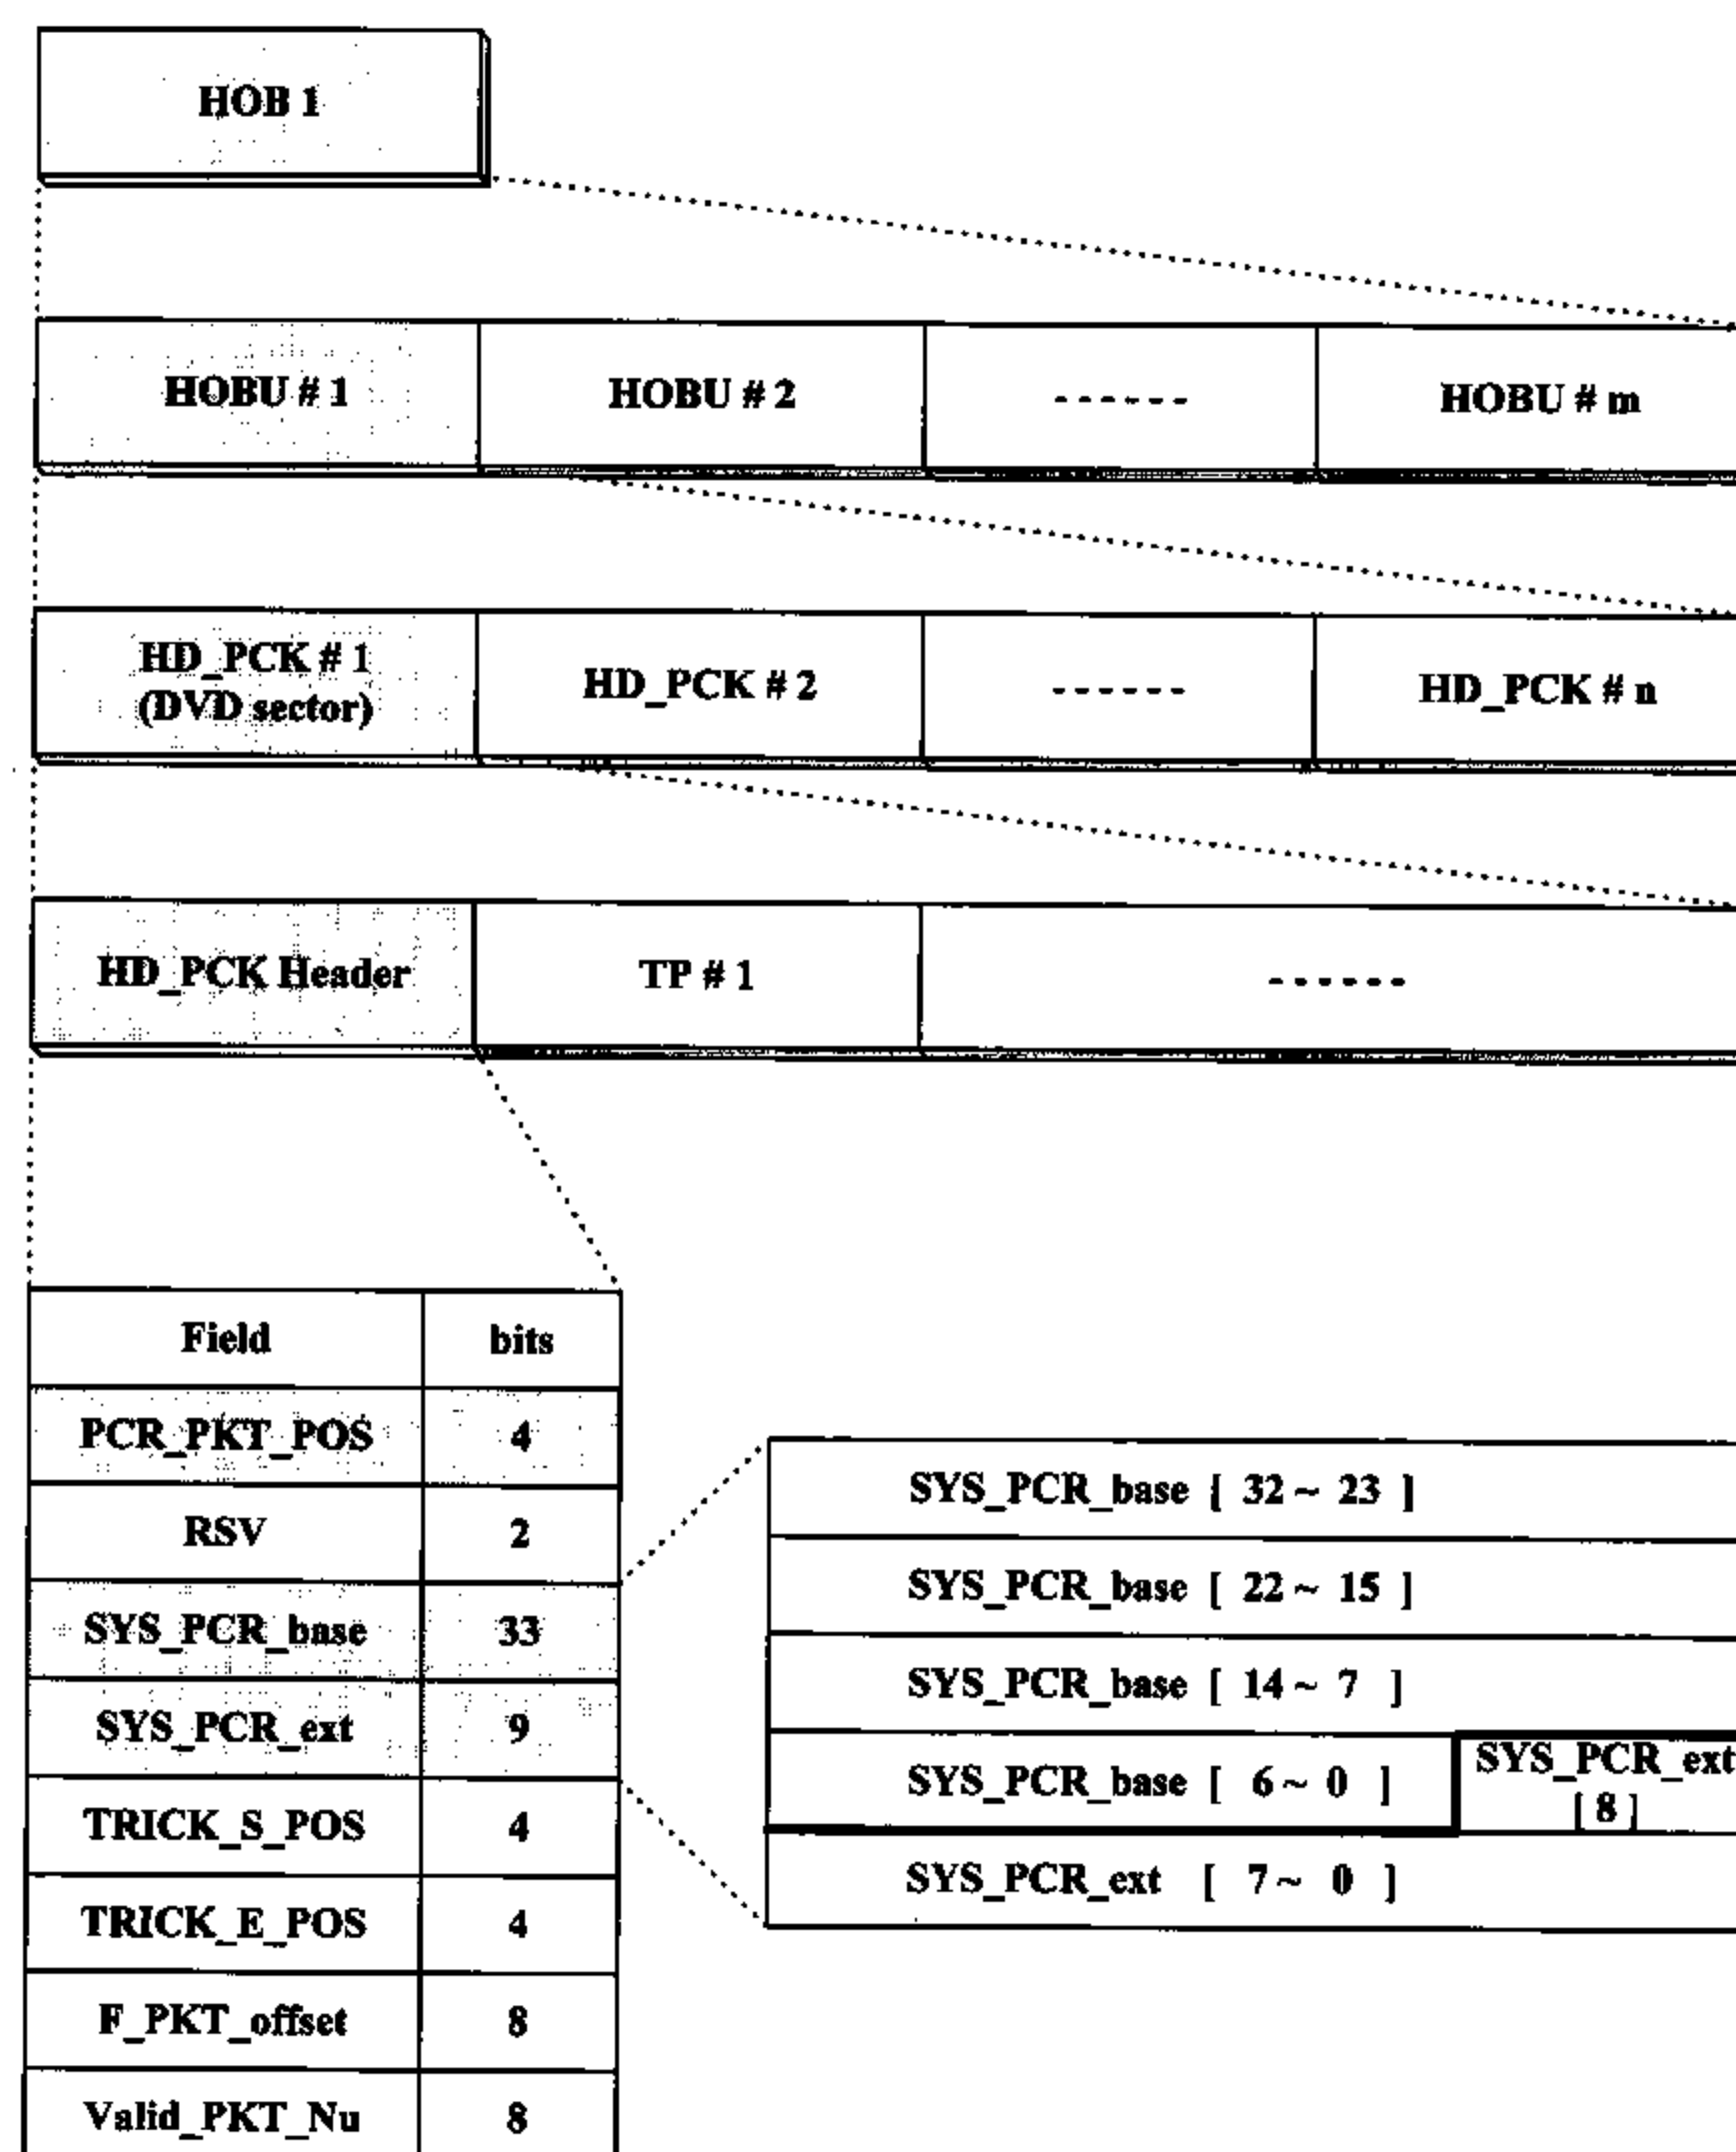 HOB 1
HOBU # 1 HOBU # 2 ------ HOBU # m
HD_PCK # 1
(DVD sector)
HD_PCK # 2 ------ HD_PCK # n
HD_PCK Header TP # 1 ------
Field bits
PCR_PKT_POS 4
RSV 2
SYS_PCR_base 33
SYS_PCR_ext 9
TRICK_S_POS 4
TRICK_E_POS 4
F_PKT_offset 8
Valid_PKT_Nu 8
SYS_PCR_base [ 32 ~ 23 ]
SYS_PCR_base [ 22 ~ 15 ]
SYS_PCR_base [ 14 ~ 7 ]
SYS_PCR_base [ 6 ~ 0 ]
SYS_PCR_ext
[ 8 ]
SYS_PCR_ext [ 7 ~ 0 ]